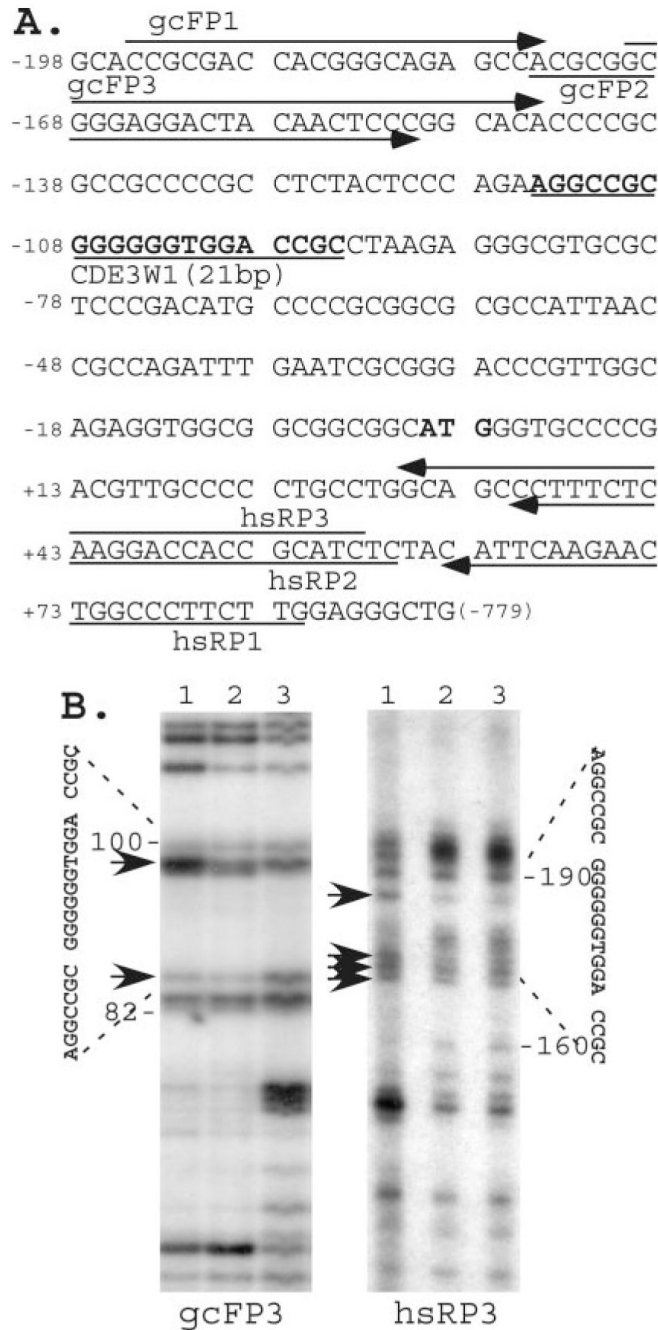 A.
gcFP1
-198 GCACCGCGAC CACGGGCAGA GCCACGCGGC
gcFP3 gcFP2
-168 GGGAGGACTA CAACTCCCGG CACACCCCGC
-138 GCCGCCCCGC CTCTACTCCC AGAAGGCCGC
-108 GGGGGGTGGA CCGCCTAAGA GGGCGTGCGC
CDE3W1(21bp)
-78 TCCCGACATG CCCCGCGGCG CGCCATTAAC
-48 CGCCAGATTT GAATCGCGGG ACCCGTTGGC
-18 AGAGGTGGCG GCGGCGGCAT G GGTGCCCCG
+13 ACGTTGCCCC CTGCCTGGCA GCCCTTTCTC
hsRP3
+43 AAGGACCACC GCATCTCTAC ATTCAAGAAC
hsRP2
+73 TGGCCCTTCT TGGAGGGCTG(-779)
hsRP1
B.
1 2 3
1 2 3
AGGCCGC GGGGGGTGGA CCGC
100
82
AGGCCGC GGGGGGTGGA CCGC
-190
-160
gcFP3
hsRP3